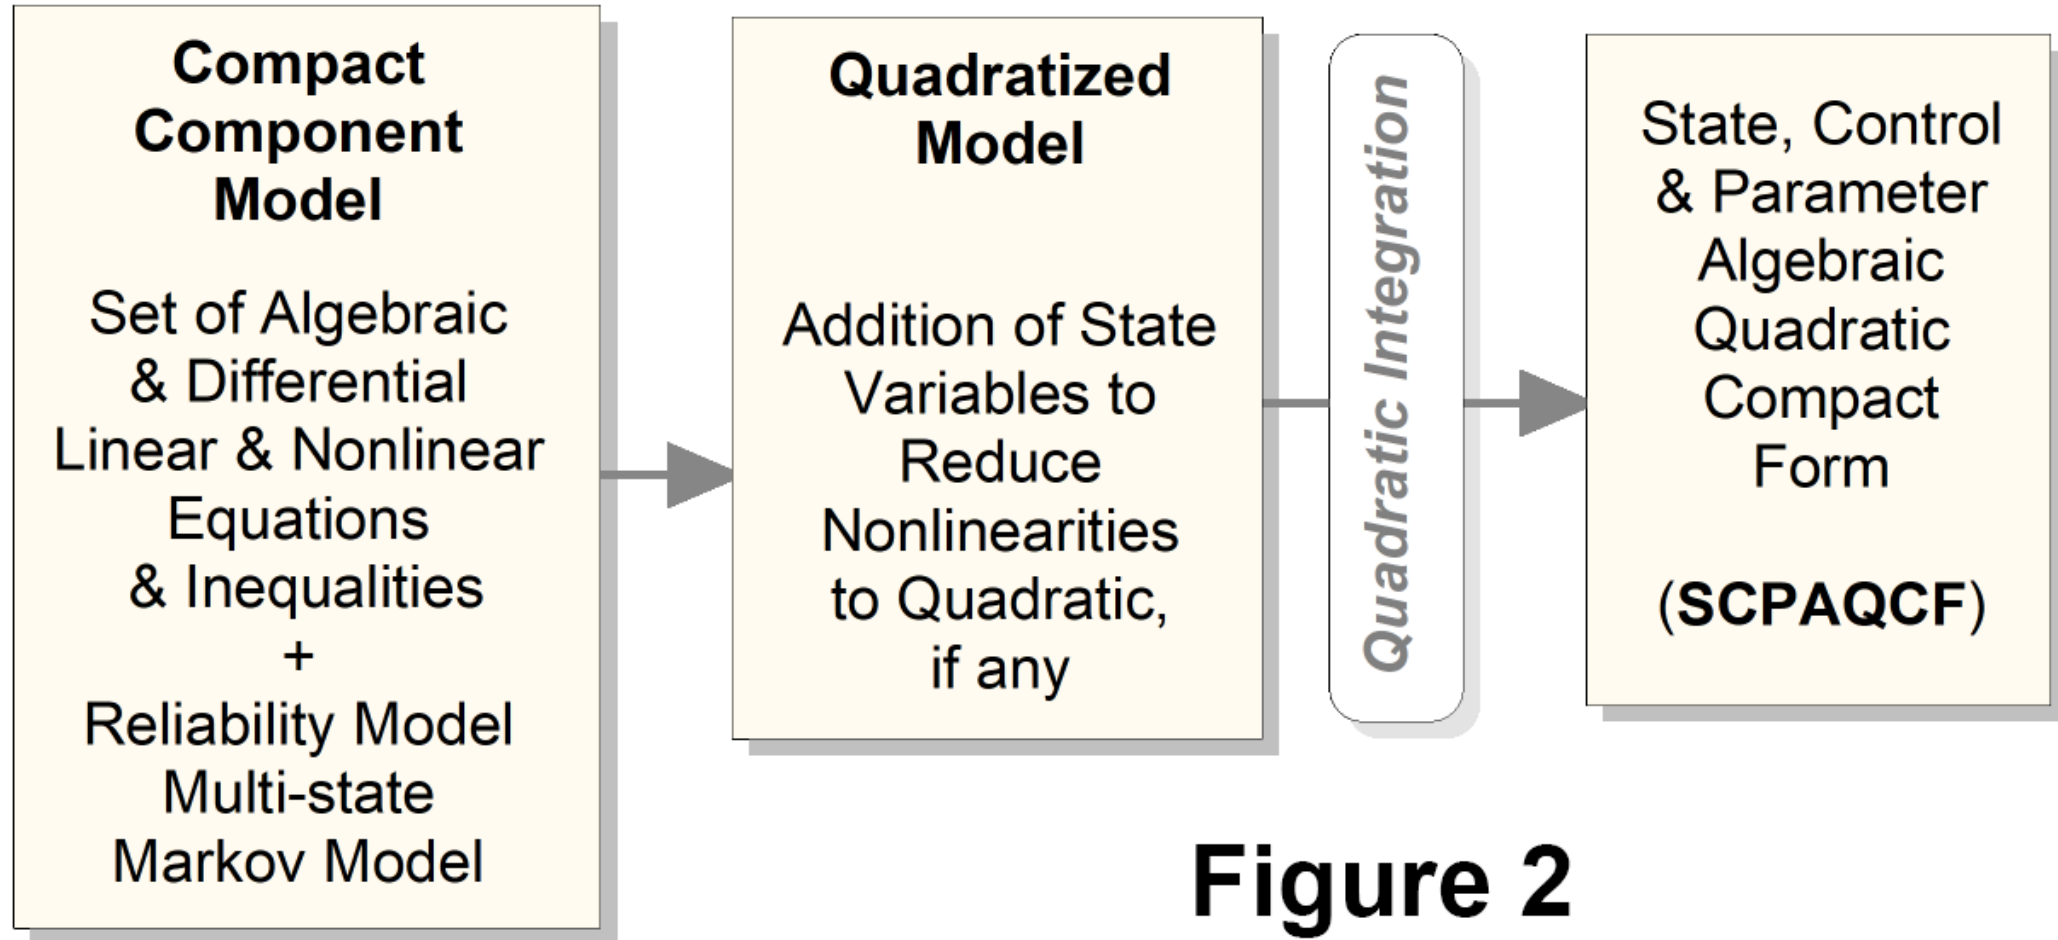 Compact
Component
Model
Set of Algebraic
& Differential
Linear & Nonlinear
Equations
& Inequalities
+
Reliability Model
Multi-state
Markov Model
Quadratized
Model
Addition of State
Variables to
Reduce
Nonlinearities
to Quadratic,
if any
Quadratic Integration
State, Control
& Parameter
Algebraic
Quadratic
Compact
Form
(SCPAQCF)
Figure 2